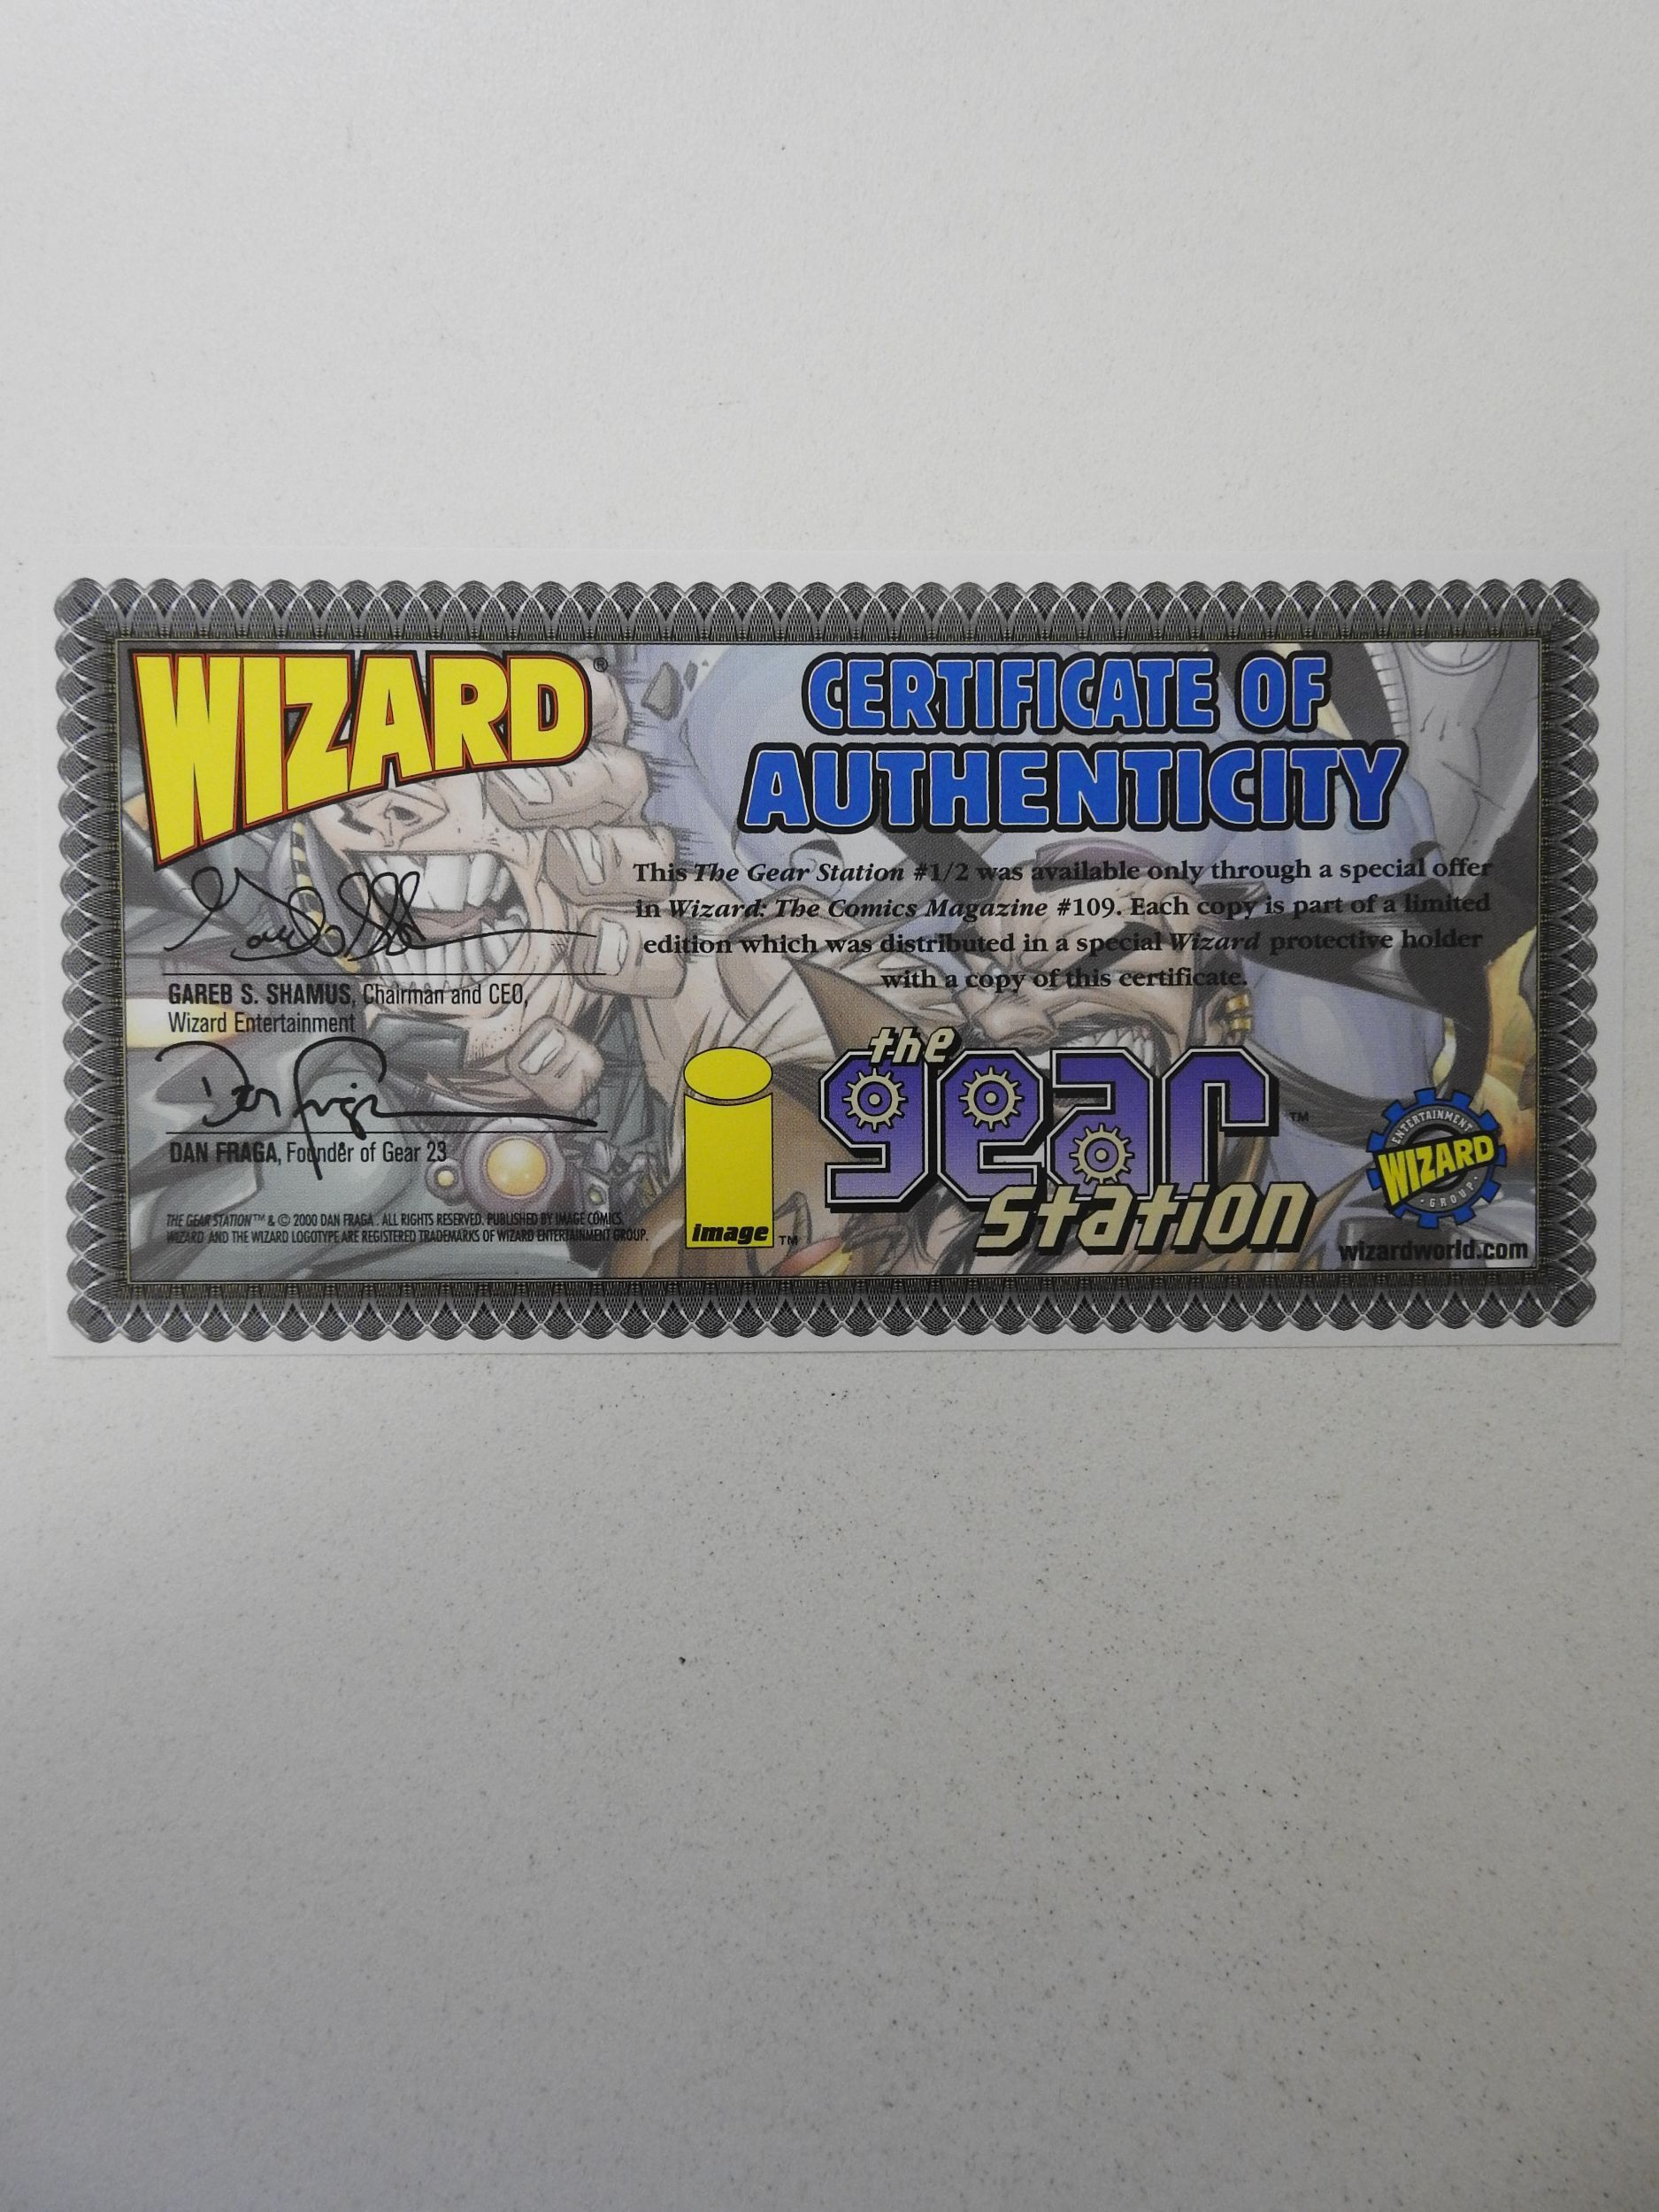 WIZARD®
CERTIFICATE OF
AUTHENTICITY
This The Gear Station #1/2 was available only through a special offer
in Wizard: The Comics Magazine #109. Each copy is part of a limited
edition which was distributed in a special Wizard protective holder
with a copy of this certificate.
GAREB S. SHAMUS, Chairman and CEO,
Wizard Entertainment
Dan Fraga
DAN FRAGA, Founder of Gear 23
THE GEAR STATION™ & © 2000 DAN FRAGA. ALL RIGHTS RESERVED. PUBLISHED BY IMAGE COMICS.
WIZARD AND THE WIZARD LOGOTYPE ARE REGISTERED TRADEMARKS OF WIZARD ENTERTAINMENT GROUP.
i
image™
the
gear™
station
ENTERTAINMENT
WIZARD
·GROUP·
wizardworld.com